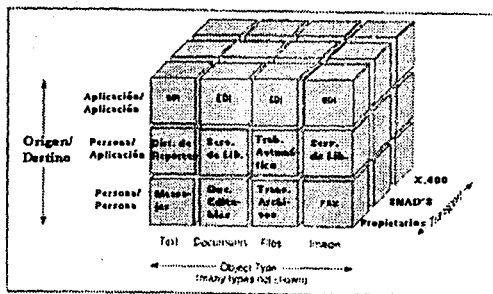 Aplicación/
Aplicación
EDI EDI EDI
Origen/
Destino
Persona/
Aplicación
Dist. de
Reportes
Serv.
de Lib.
Trab.
Automá-
tico
Serv.
de Lib.
Persona/
Persona
Mensa-
jes
Doc.
Edita-
bles
Trans.
Archi-
vos
FAX
X.400
SNAD'S
Propietarios
Transport
Text Documents Files Image
Object Type
(many types not shown)